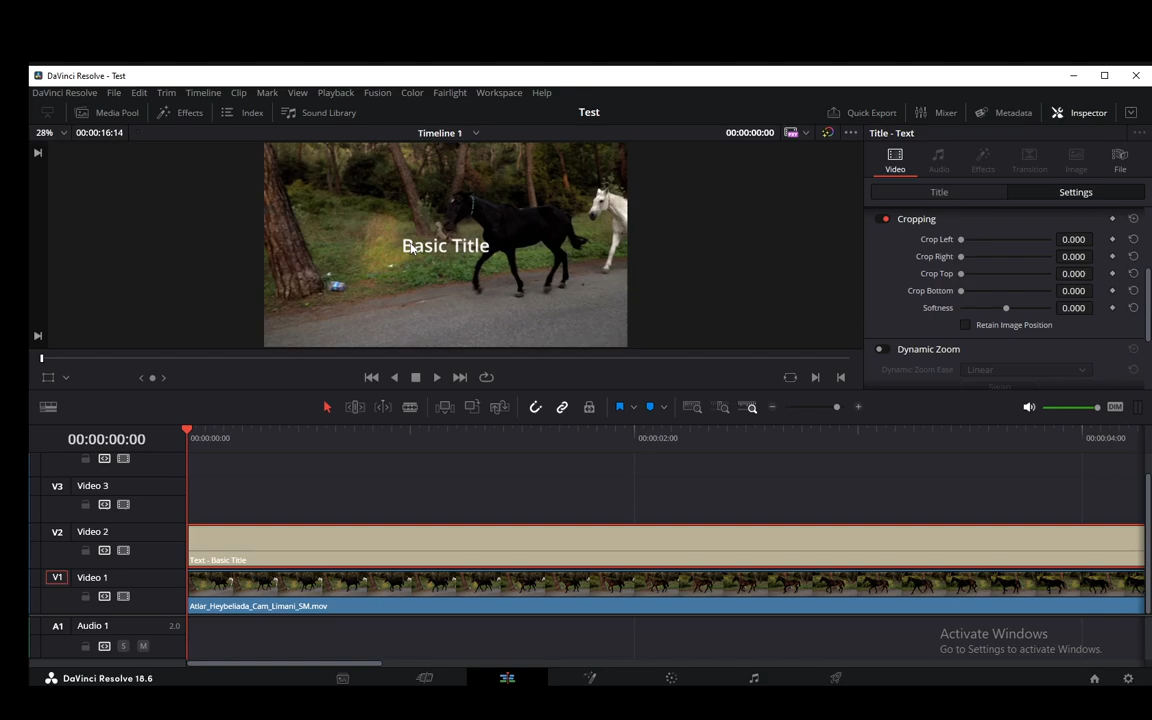 DaVinci Resolve - Test
DaVinci Resolve File Edit Trim Timeline Clip Mark View Playback Fusion Color Fairlight Workspace Help
Media Pool Effects Index Sound Library Test Quick Export Mixer Metadata Inspector
28% 00:00:16:14 Timeline 1 00:00:00:00 Title - Text
Video Audio Effects Transition Image File
Title Settings
Cropping
Crop Left 0.000
Crop Right 0.000
Basic Title
Crop Top 0.000
Crop Bottom 0.000
Softness 0.000
Retain Image Position
Dynamic Zoom
Dynamic Zoom Ease Linear
Swap
DIM
00:00:00:00 00:00:00:00 00:00:02:00 00:00:04:00
V3 Video 3
V2 Video 2
Text - Basic Title
V1 Video 1
Atlar_Heybeliada_Cam_Limani_SM.mov
A1 Audio 1 2.0
S M
Activate Windows
Go to Settings to activate Windows.
DaVinci Resolve 18.6